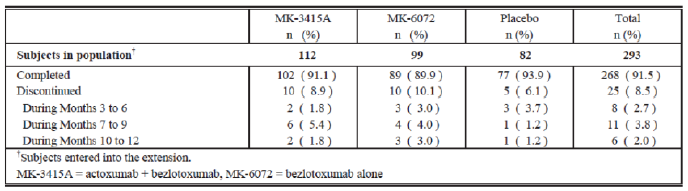 MK-3415A MK-6072 Placebo Total
n (%) n (%) n (%) n (%)
Subjects in population† 112 99 82 293
Completed 102 (91.1) 89 (89.9) 77 (93.9) 268 (91.5)
Discontinued 10 ( 8.9) 10 (10.1) 5 ( 6.1) 25 ( 8.5)
During Months 3 to 6 2 ( 1.8) 3 ( 3.0) 3 ( 3.7) 8 ( 2.7)
During Months 7 to 9 6 ( 5.4) 4 ( 4.0) 1 ( 1.2) 11 ( 3.8)
During Months 10 to 12 2 ( 1.8) 3 ( 3.0) 1 ( 1.2) 6 ( 2.0)
†Subjects entered into the extension.
MK-3415A = actoxumab + bezlotoxumab, MK-6072 = bezlotoxumab alone